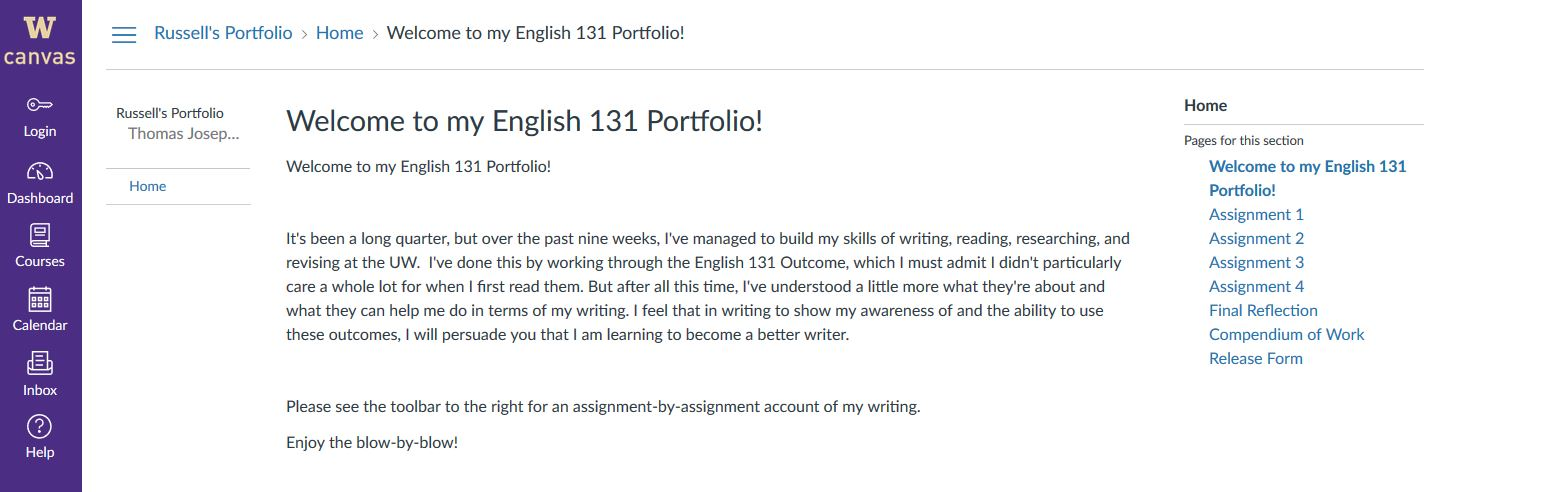 W
canvas
Login
Dashboard
Courses
Calendar
Inbox
Help
Russell's Portfolio > Home > Welcome to my English 131 Portfolio!
Russell's Portfolio
Thomas Josep...
Home
Welcome to my English 131 Portfolio!
Welcome to my English 131 Portfolio!
It's been a long quarter, but over the past nine weeks, I've managed to build my skills of writing, reading, researching, and
revising at the UW.  I've done this by working through the English 131 Outcome, which I must admit I didn't particularly
care a whole lot for when I first read them. But after all this time, I've understood a little more what they're about and
what they can help me do in terms of my writing. I feel that in writing to show my awareness of and the ability to use
these outcomes, I will persuade you that I am learning to become a better writer.
Please see the toolbar to the right for an assignment-by-assignment account of my writing.
Enjoy the blow-by-blow!
Home
Pages for this section
Welcome to my English 131
Portfolio!
Assignment 1
Assignment 2
Assignment 3
Assignment 4
Final Reflection
Compendium of Work
Release Form